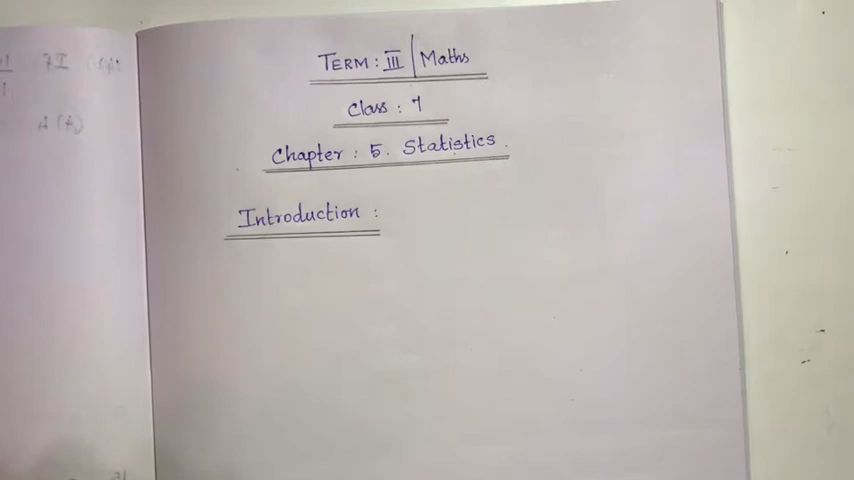 TERM : III | Maths
Class : 7
Chapter : 5. Statistics.
Introduction :